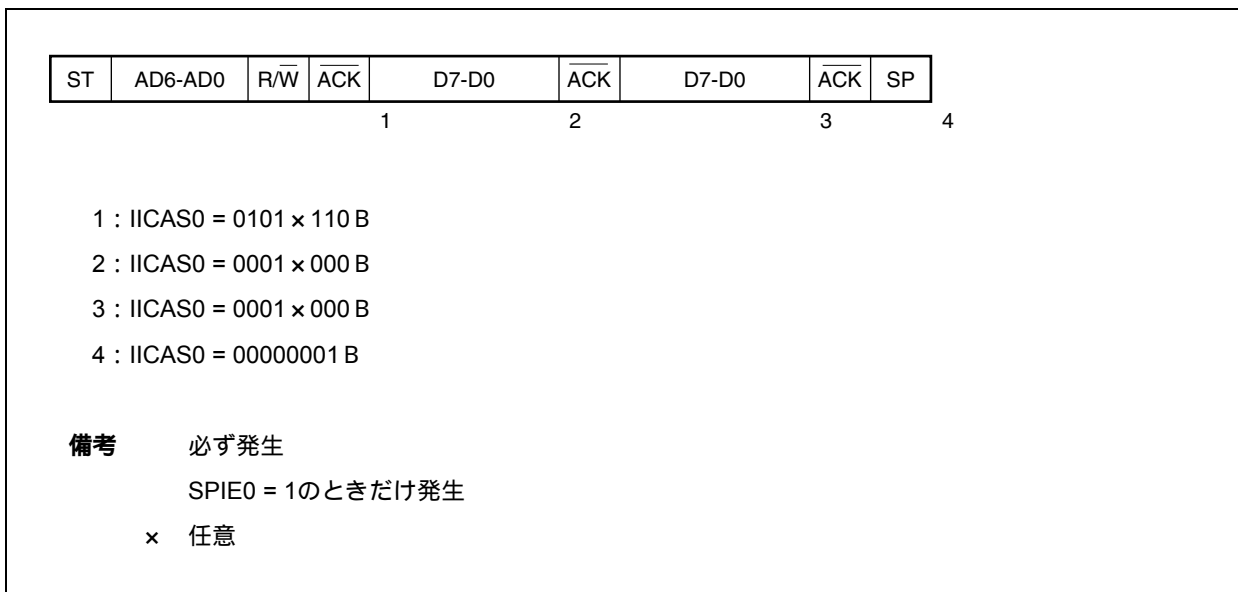 ST AD6-AD0 R/W ACK D7-D0 ACK D7-D0 ACK SP
1 2 3 4
1：IICAS0 = 0101×110 B
2：IICAS0 = 0001×000 B
3：IICAS0 = 0001×000 B
4：IICAS0 = 00000001 B
備考 必ず発生
SPIE0 = 1のときだけ発生
× 任意